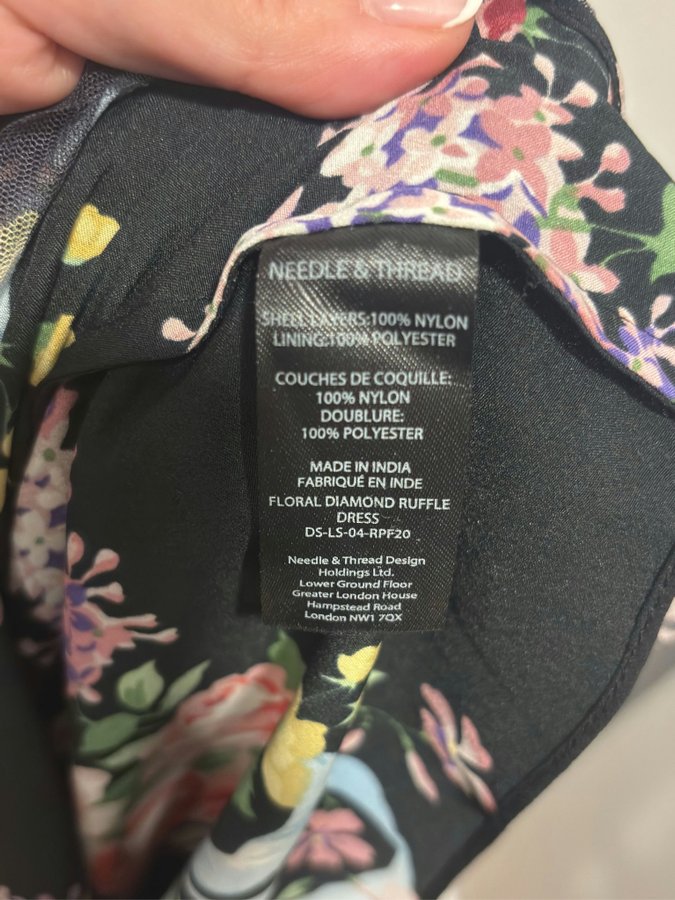 NEEDLE & THREAD
SHELL LAYERS:100% NYLON
LINING:100% POLYESTER
COUCHES DE COQUILLE:
100% NYLON
DOUBLURE:
100% POLYESTER
MADE IN INDIA
FABRIQUÉ EN INDE
FLORAL DIAMOND RUFFLE
DRESS
DS-LS-04-RPF20
Needle & Thread Design
Holdings Ltd.
Lower Ground Floor
Greater London House
Hampstead Road
London NW1 7QX